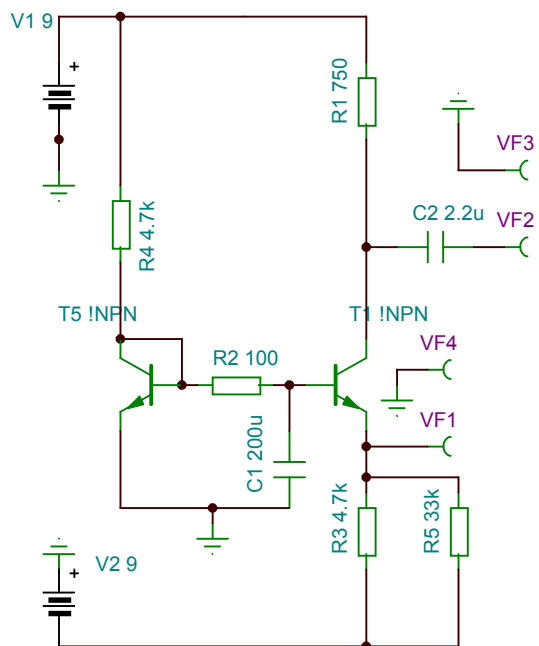 V1 9
+
R1 750
VF3
C2 2.2u
VF2
R4 4.7k
T5 !NPN
T1 !NPN
VF4
R2 100
VF1
C1 200u
R3 4.7k
R5 33k
V2 9
+